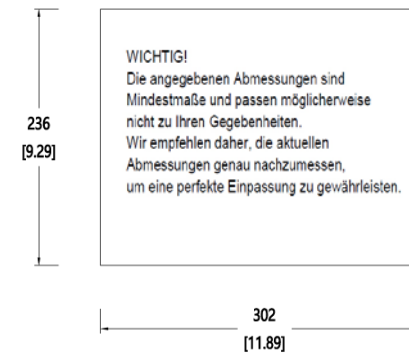 WICHTIG!
Die angegebenen Abmessungen sind
Mindestmaße und passen möglicherweise
nicht zu Ihren Gegebenheiten.
Wir empfehlen daher, die aktuellen
Abmessungen genau nachzumessen,
um eine perfekte Einpassung zu gewährleisten.
236
[9.29]
302
[11.89]